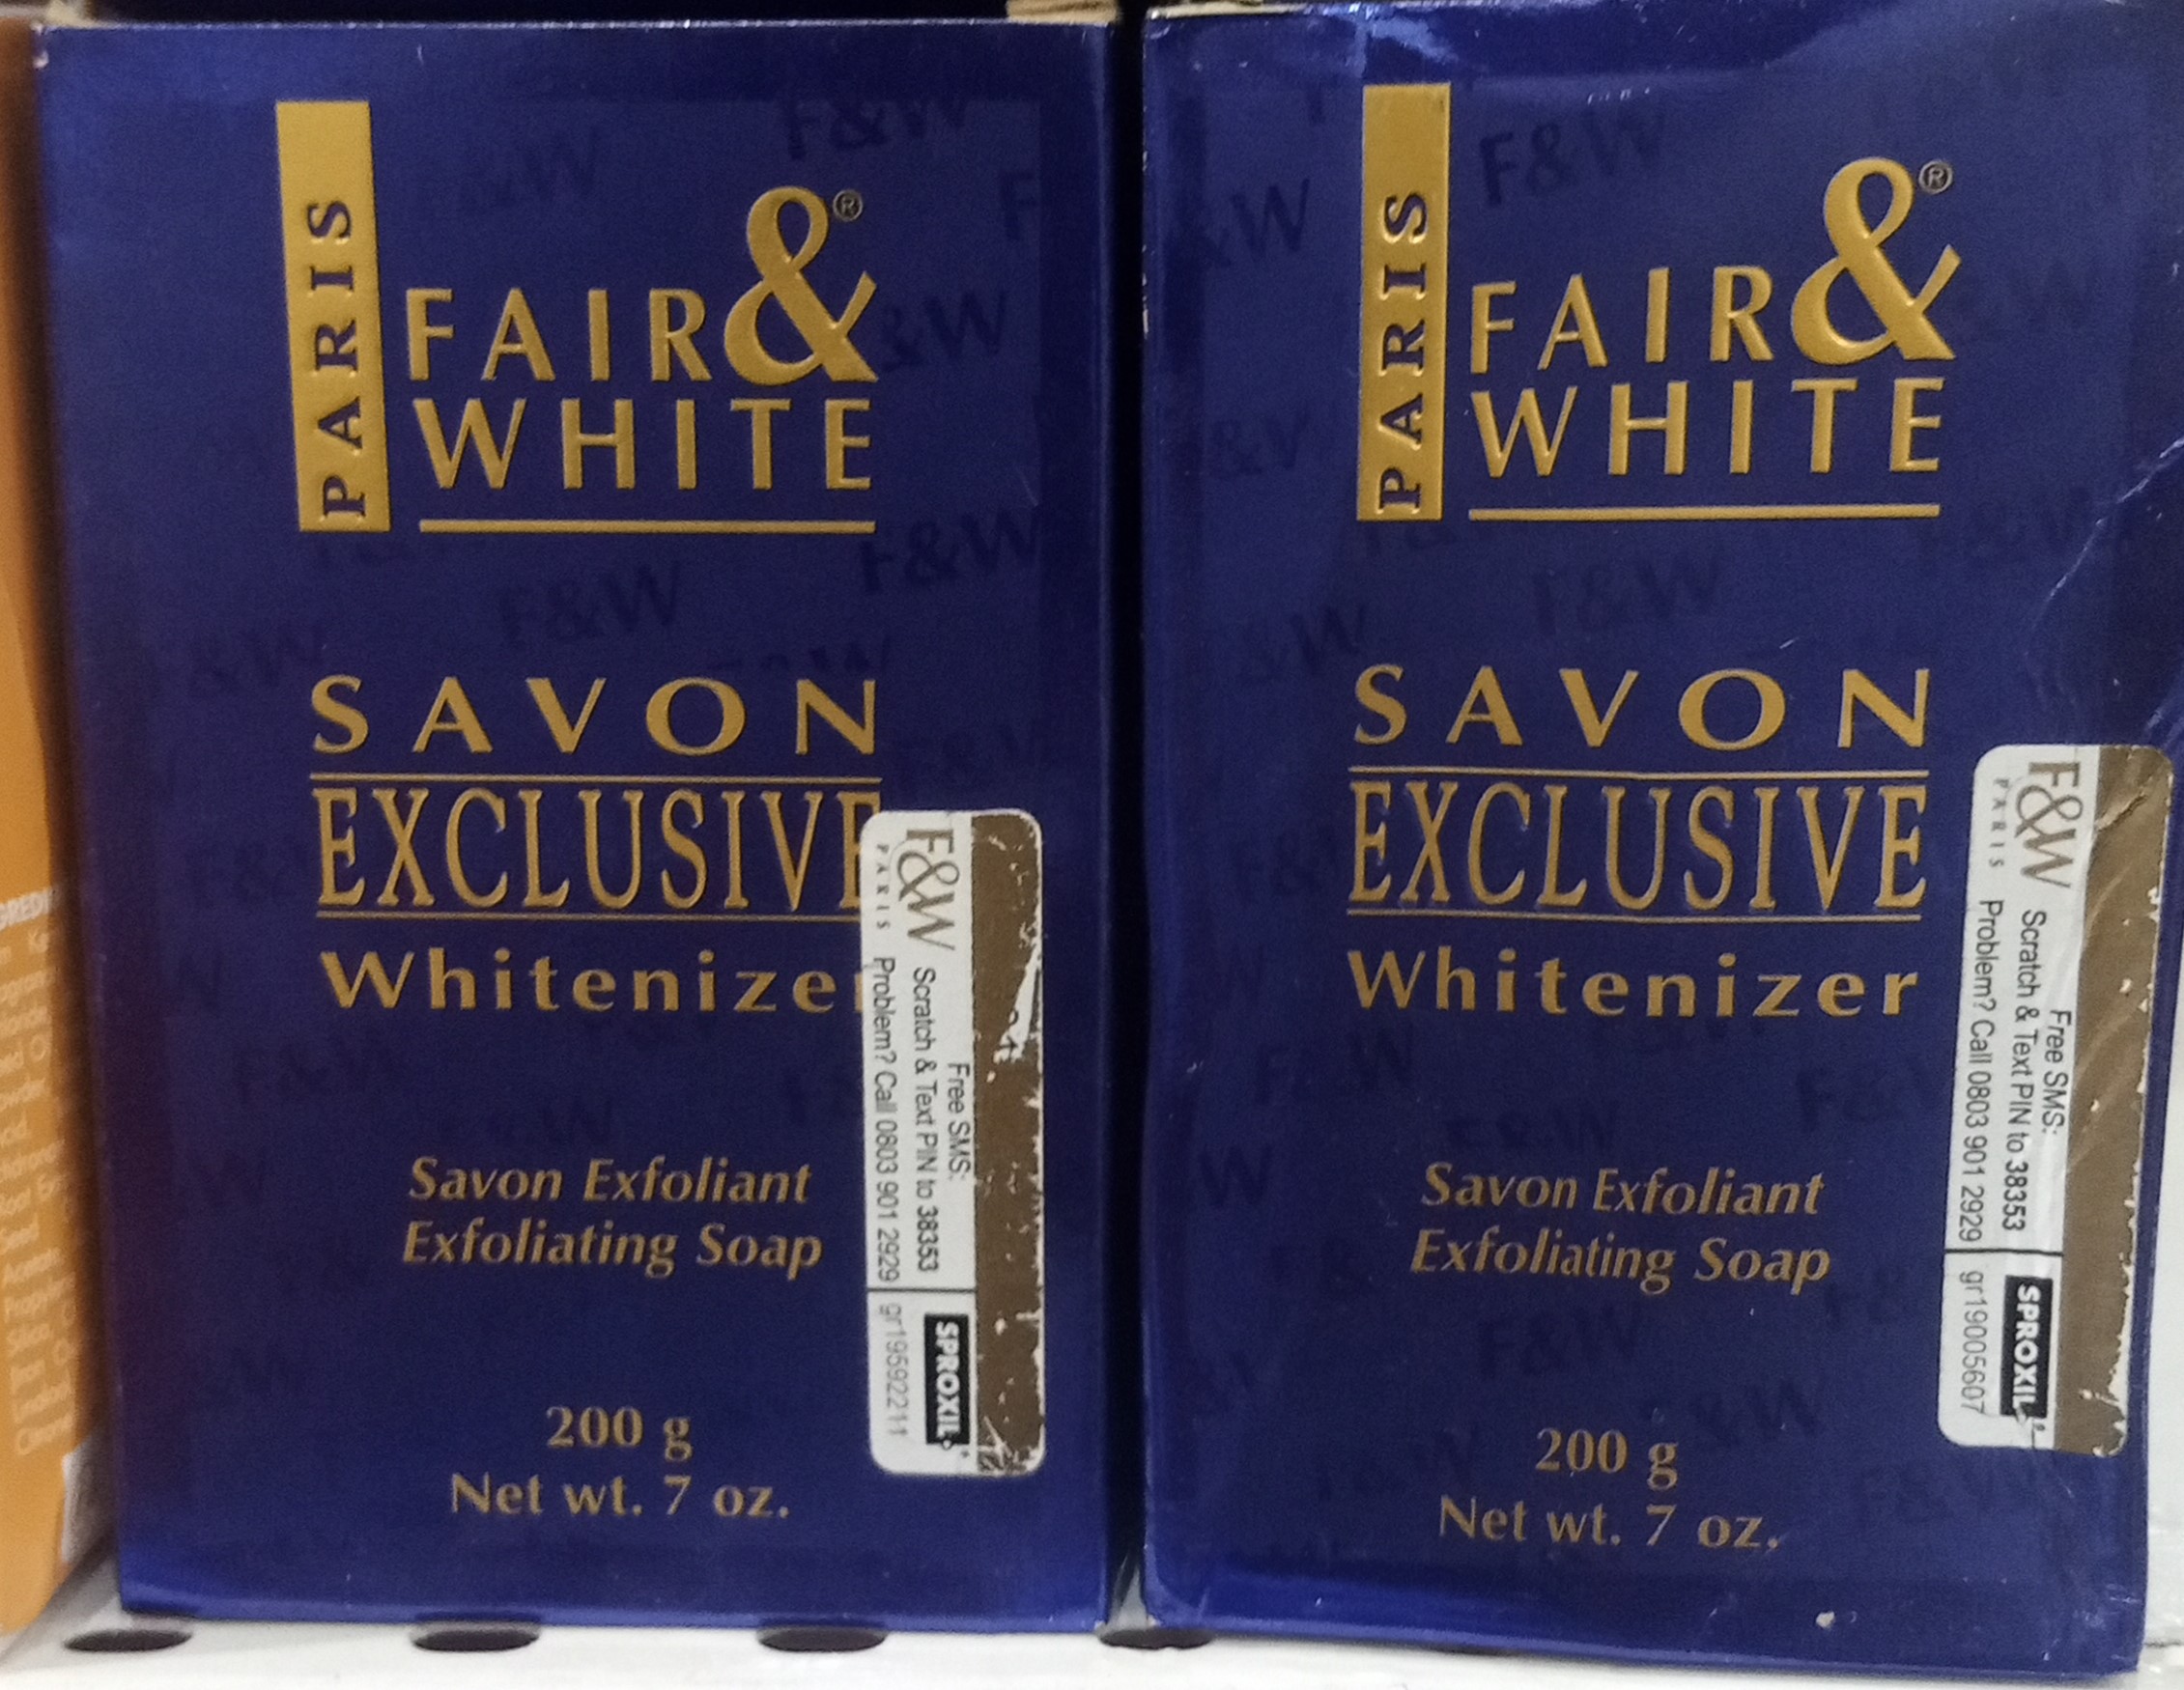 PARIS
FAIR&®
WHITE
SAVON
EXCLUSIVE
Whitenize
Savon Exfoliant
Exfoliating Soap
200 g
Net wt. 7 oz.
F&W
PARIS
Free SMS:
Scratch & Text PIN to 38353
Problem? Call 0803 901 2929
SPROXIL
gr19592211
PARIS
FAIR&®
WHITE
SAVON
EXCLUSIVE
Whitenizer
Savon Exfoliant
Exfoliating Soap
200 g
Net wt. 7 oz.
F&W
PARIS
Free SMS:
Scratch & Text PIN to 38353
Problem? Call 0803 901 2929
SPROXIL
gr19005607